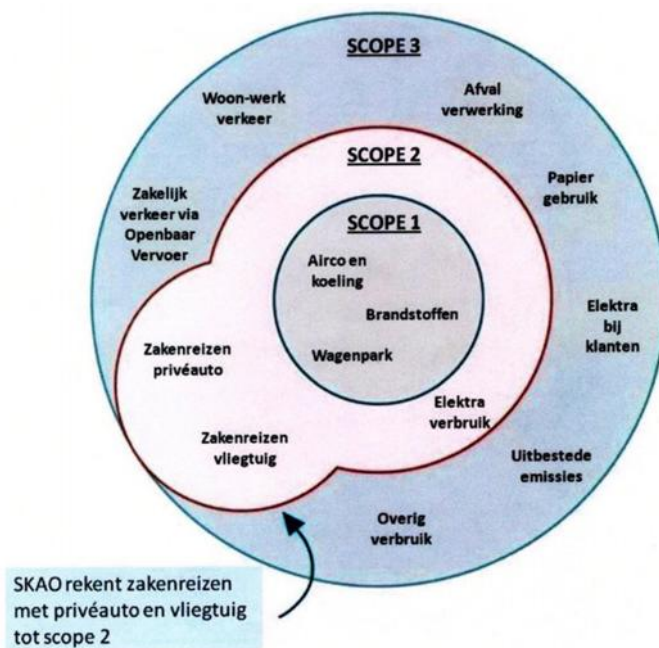 SCOPE 3
Woon-werk
verkeer
Afval
verwerking
SCOPE 2
Zakelijk
verkeer via
Openbaar
Vervoer
Papier
gebruik
SCOPE 1
Airco en
koeling
Brandstoffen
Wagenpark
Elektra
bij
klanten
Zakenreizen
privéauto
Elektra
verbruik
Zakenreizen
vliegtuig
Uitbestede
emissies
Overig
verbruik
SKAO rekent zakenreizen
met privéauto en vliegtuig
tot scope 2